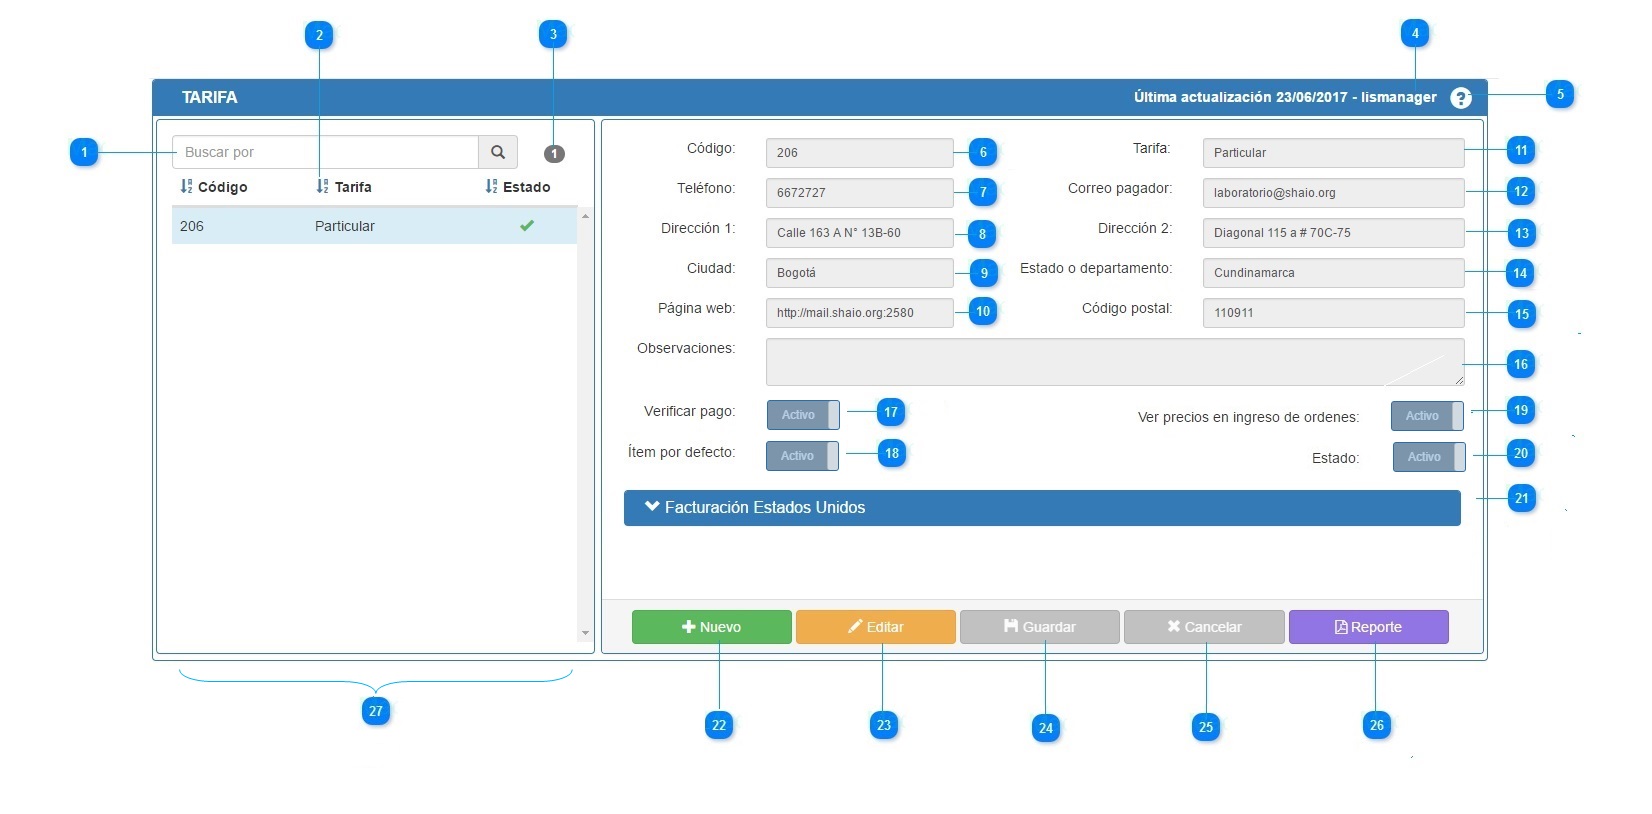 2
3
4
TARIFA
Última actualización 23/06/2017 - lismanager
?
5
1
Buscar por
1
Código
Tarifa
Estado
206
Particular
Código:
206
6
Tarifa:
Particular
11
Teléfono:
6672727
7
Correo pagador:
laboratorio@shaio.org
12
Dirección 1:
Calle 163 A N° 13B-60
8
Dirección 2:
Diagonal 115 a # 70C-75
13
Ciudad:
Bogotá
9
Estado o departamento:
Cundinamarca
14
Página web:
http://mail.shaio.org:2580
10
Código postal:
110911
15
Observaciones:
16
Verificar pago:
Activo
17
Ver precios en ingreso de ordenes:
Activo
19
Ítem por defecto:
Activo
18
Estado:
Activo
20
Facturación Estados Unidos
21
Nuevo
Editar
Guardar
Cancelar
Reporte
27
22
23
24
25
26